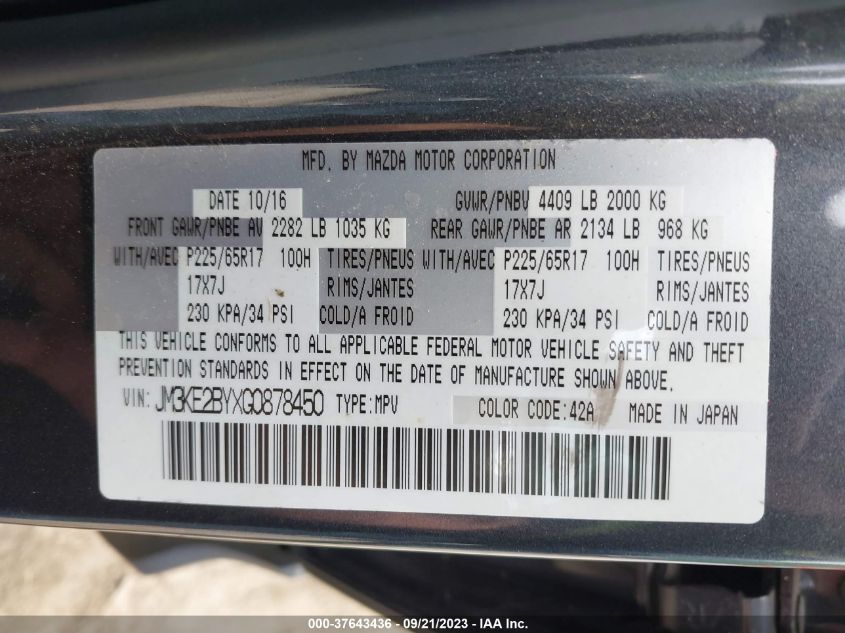 MFD. BY MAZDA MOTOR CORPORATION
DATE 10/16 GVWR/PNBV 4409 LB 2000 KG
FRONT GAWR/PNBE AV 2282 LB 1035 KG REAR GAWR/PNBE AR 2134 LB 968 KG
WITH/AVEC P225/65R17 100H TIRES/PNEUS WITH/AVEC P225/65R17 100H TIRES/PNEUS
17X7J RIMS/JANTES 17X7J RIMS/JANTES
230 KPA/34 PSI COLD/A FROID 230 KPA/34 PSI COLD/A FROID
THIS VEHICLE CONFORMS TO ALL APPLICABLE FEDERAL MOTOR VEHICLE SAFETY AND THEFT
PREVENTION STANDARDS IN EFFECT ON THE DATE OF MANUFACTURE SHOWN ABOVE.
VIN: JM3KE2BYXG0878450 TYPE:MPV COLOR CODE:42A MADE IN JAPAN
000-37643436 - 09/21/2023 - IAA Inc.